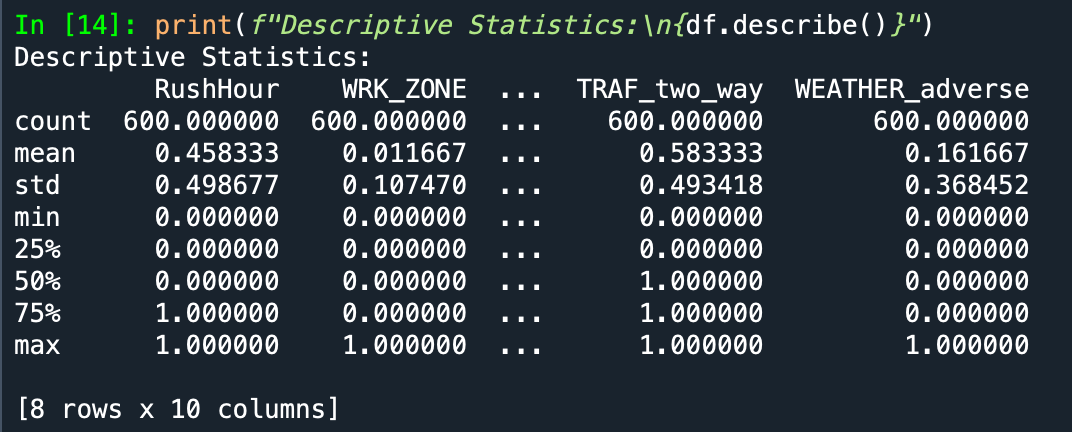 In [14]: print(f"Descriptive Statistics:\n{df.describe()}")
Descriptive Statistics:
         RushHour    WRK_ZONE  ...  TRAF_two_way  WEATHER_adverse
count  600.000000  600.000000  ...    600.000000       600.000000
mean     0.458333    0.011667  ...      0.583333         0.161667
std      0.498677    0.107470  ...      0.493418         0.368452
min      0.000000    0.000000  ...      0.000000         0.000000
25%      0.000000    0.000000  ...      0.000000         0.000000
50%      0.000000    0.000000  ...      1.000000         0.000000
75%      1.000000    0.000000  ...      1.000000         0.000000
max      1.000000    1.000000  ...      1.000000         1.000000
[8 rows x 10 columns]